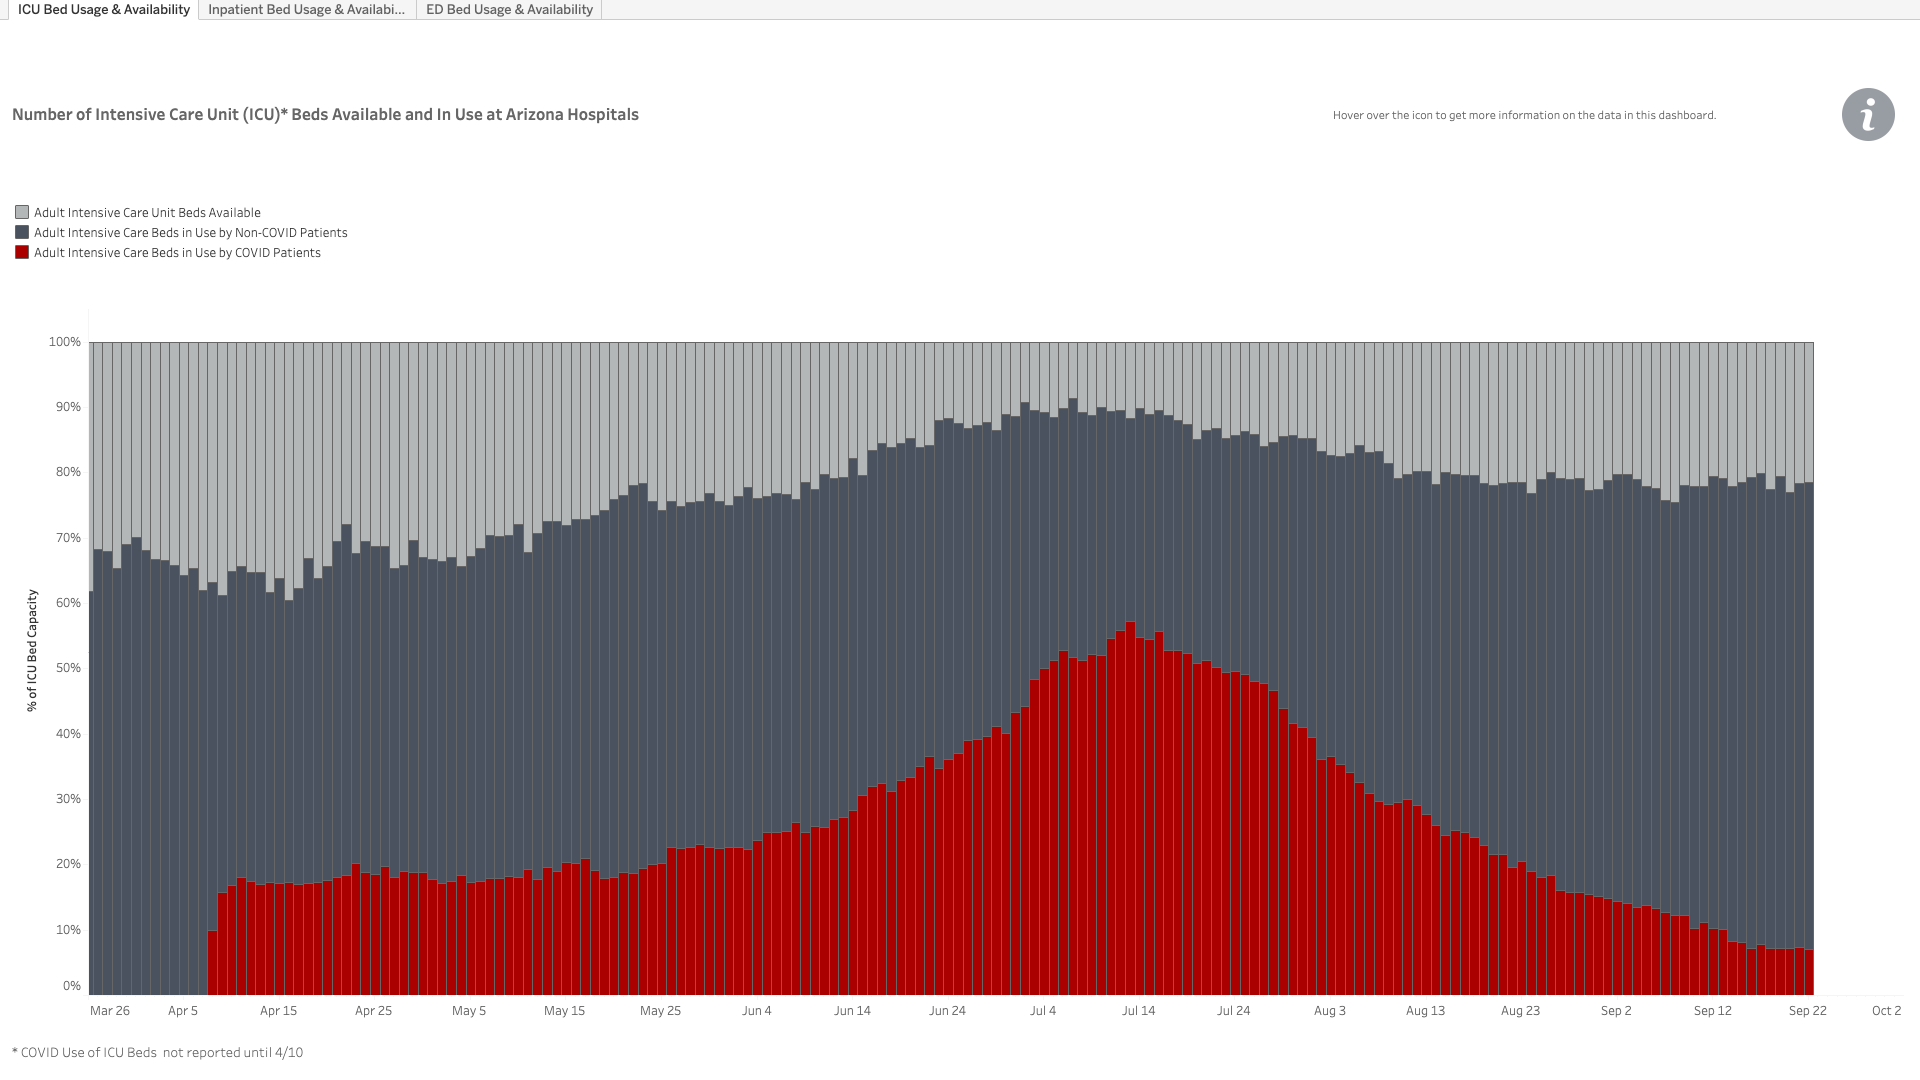 ICU Bed Usage & Availability
Inpatient Bed Usage & Availabi...
ED Bed Usage & Availability
Number of Intensive Care Unit (ICU)* Beds Available and In Use at Arizona Hospitals
Hover over the icon to get more information on the data in this dashboard.
i
Adult Intensive Care Unit Beds Available
Adult Intensive Care Beds in Use by Non-COVID Patients
Adult Intensive Care Beds in Use by COVID Patients
% of ICU Bed Capacity
100%
90%
80%
70%
60%
50%
40%
30%
20%
10%
0%
Mar 26 Apr 5 Apr 15 Apr 25 May 5 May 15 May 25 Jun 4 Jun 14 Jun 24 Jul 4 Jul 14 Jul 24 Aug 3 Aug 13 Aug 23 Sep 2 Sep 12 Sep 22 Oct 2
* COVID Use of ICU Beds  not reported until 4/10